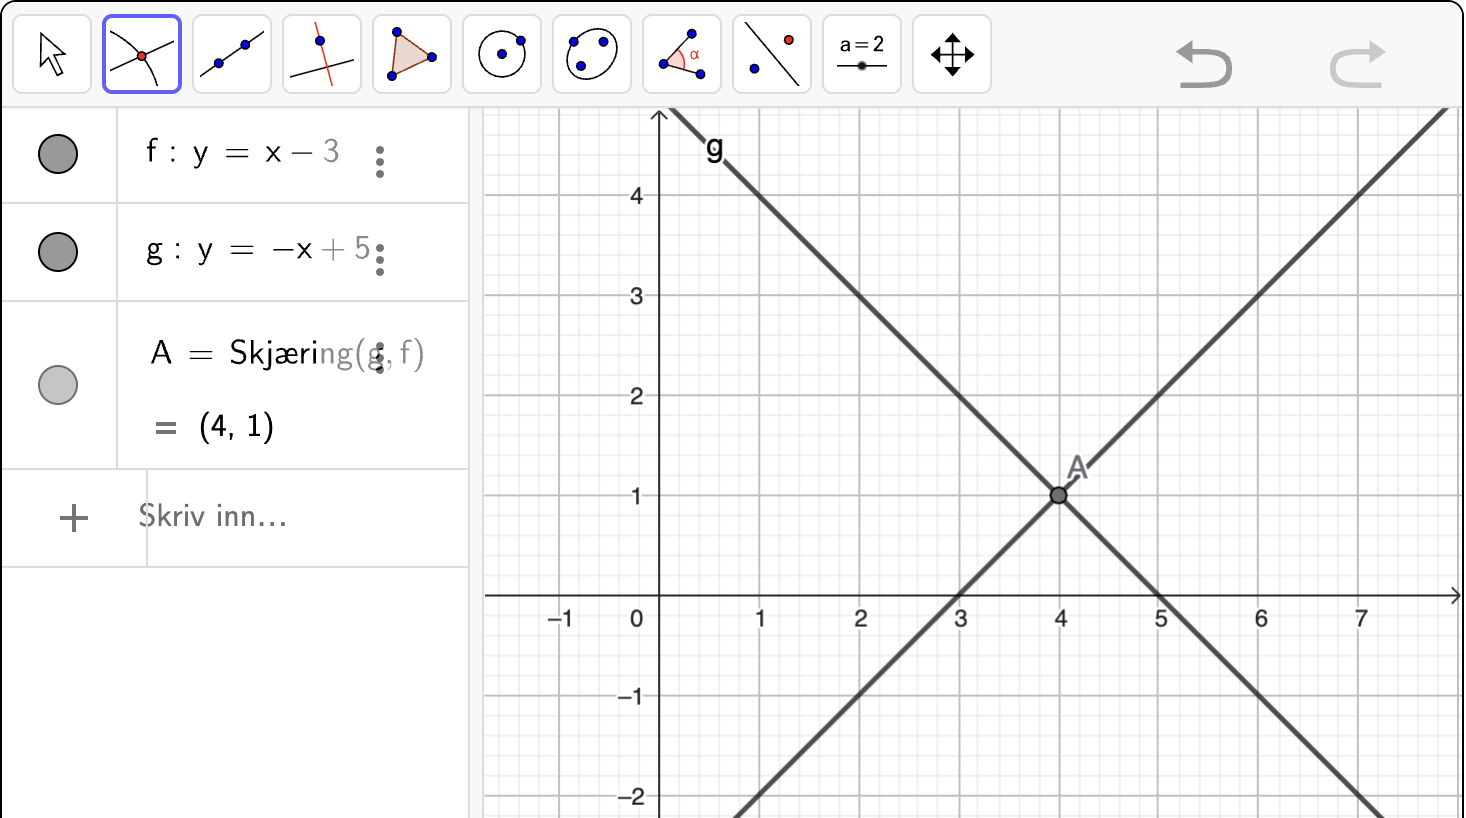 α
a = 2
f : y = x − 3
g : y = −x + 5
A = Skjæring(g, f)
= (4, 1)
+ Skriv inn…
g
A
4
3
2
1
−1 0 1 2 3 4 5 6 7
−1
−2